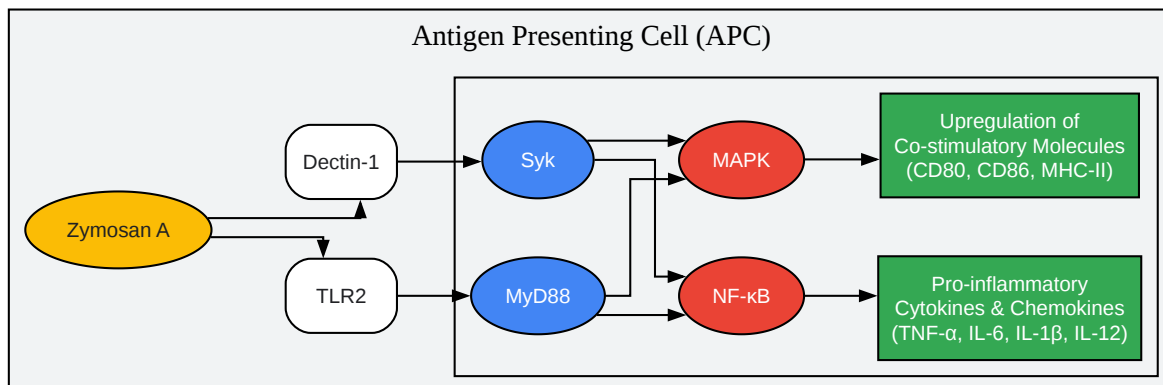 Antigen Presenting Cell (APC)
Zymosan A
Dectin-1
TLR2
Syk
MyD88
MAPK
NF-κB
Upregulation of
Co-stimulatory Molecules
(CD80, CD86, MHC-II)
Pro-inflammatory
Cytokines & Chemokines
(TNF-α, IL-6, IL-1β, IL-12)